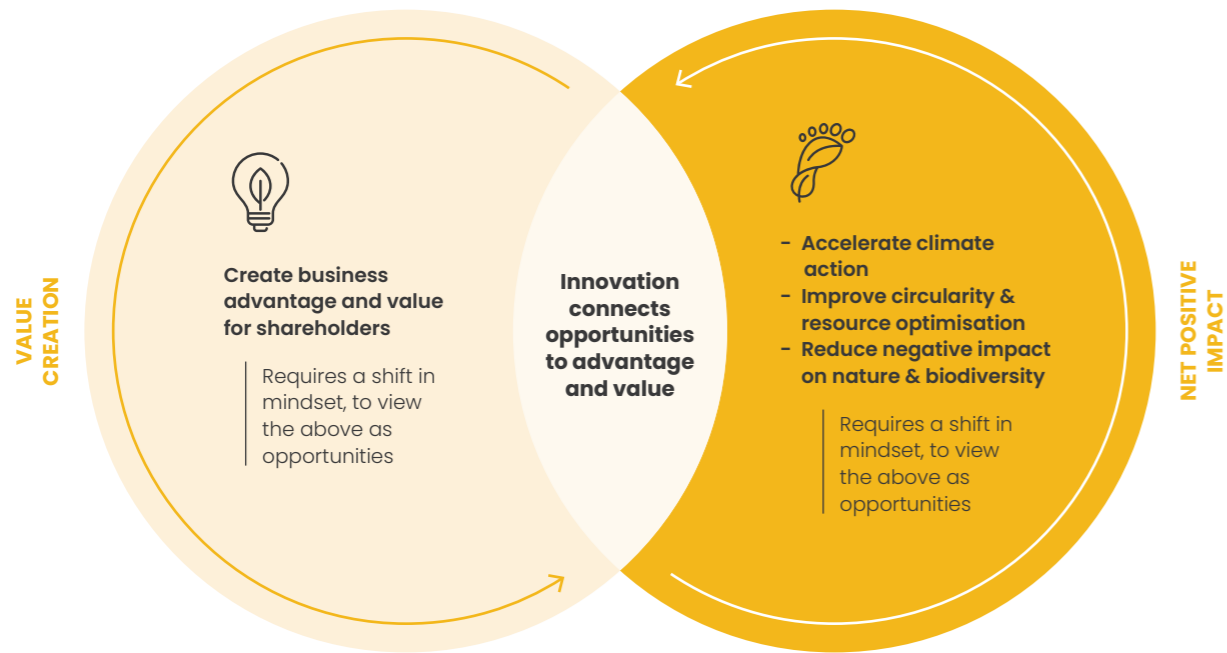 VALUE
CREATION
Create business
advantage and value
for shareholders
Requires a shift in
mindset, to view
the above as
opportunities
Innovation
connects
opportunities
to advantage
and value
- Accelerate climate
action
- Improve circularity &
resource optimisation
- Reduce negative impact
on nature & biodiversity
Requires a shift in
mindset, to view
the above as
opportunities
NET POSITIVE
IMPACT